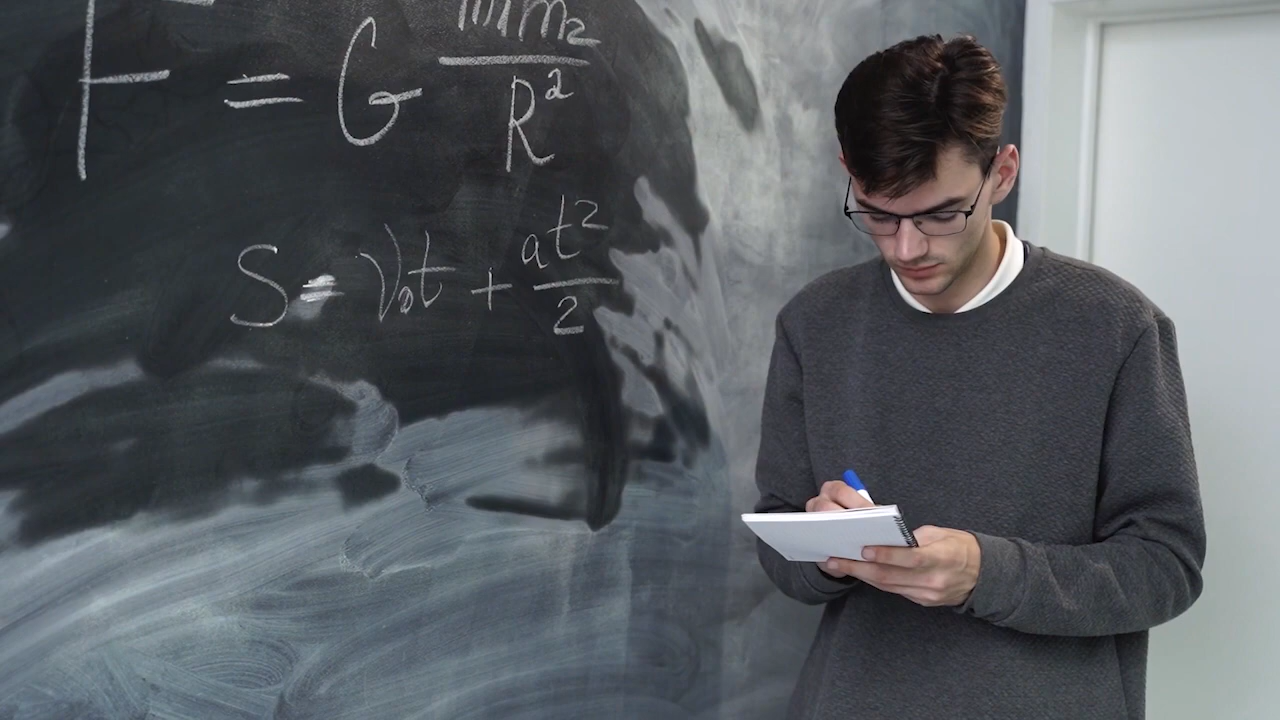 F = G m₁m₂/R²
S = V₀t + at²/2